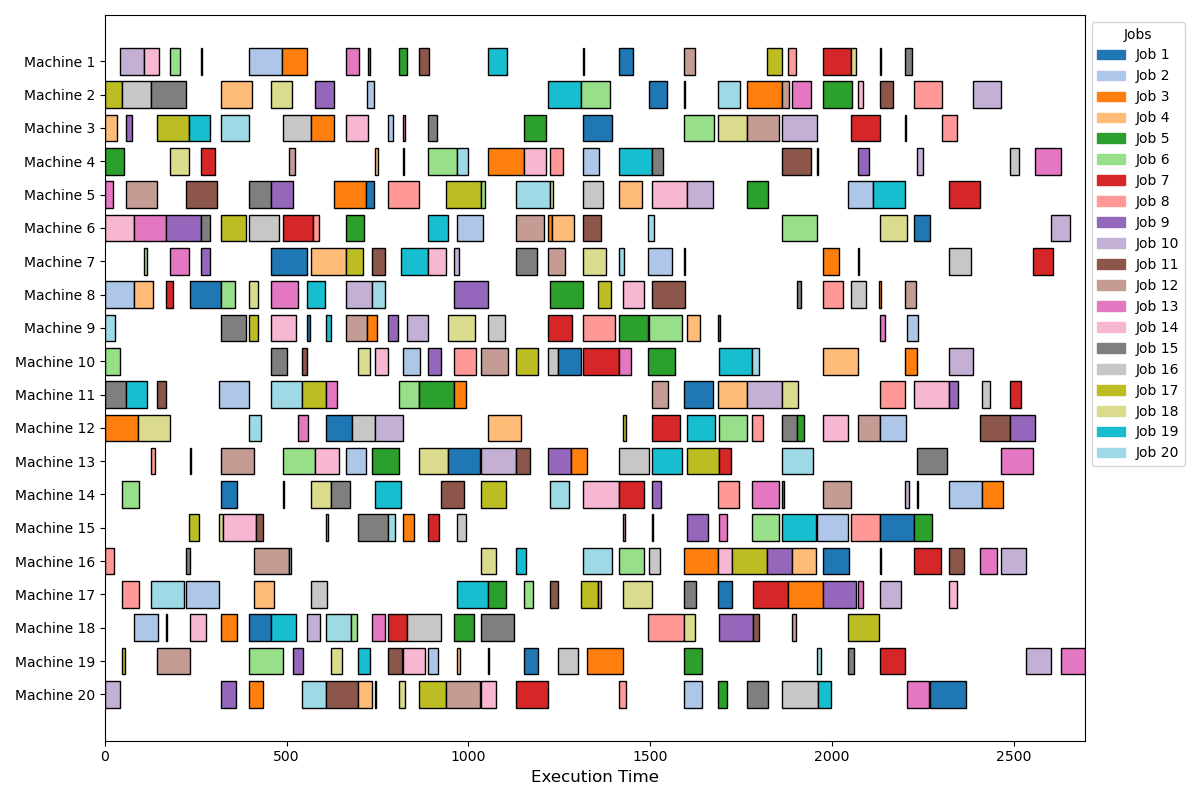 Machine 1
Machine 2
Machine 3
Machine 4
Machine 5
Machine 6
Machine 7
Machine 8
Machine 9
Machine 10
Machine 11
Machine 12
Machine 13
Machine 14
Machine 15
Machine 16
Machine 17
Machine 18
Machine 19
Machine 20
0 500 1000 1500 2000 2500
Execution Time
Jobs
Job 1
Job 2
Job 3
Job 4
Job 5
Job 6
Job 7
Job 8
Job 9
Job 10
Job 11
Job 12
Job 13
Job 14
Job 15
Job 16
Job 17
Job 18
Job 19
Job 20